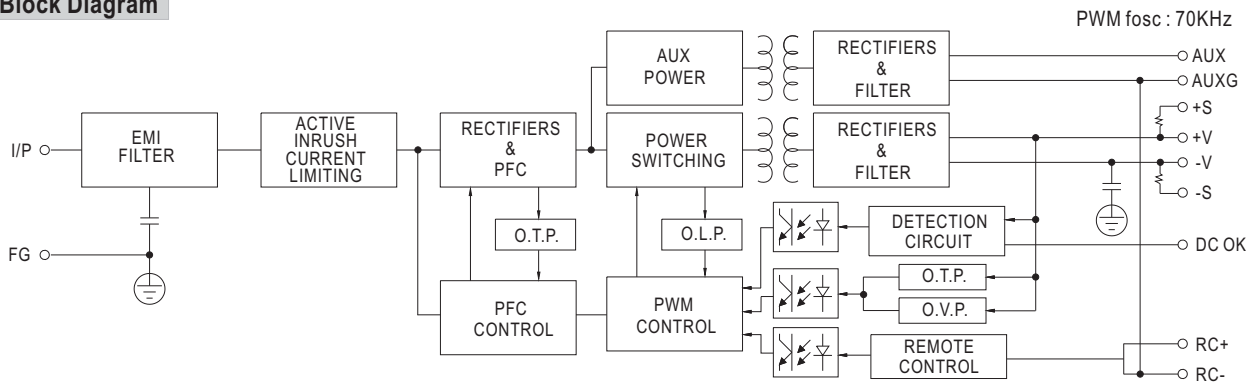 Block Diagram
PWM fosc : 70KHz
AUX
POWER
RECTIFIERS
&
FILTER
AUX
AUXG
+S
I/P
EMI
FILTER
ACTIVE
INRUSH
CURRENT
LIMITING
RECTIFIERS
&
PFC
POWER
SWITCHING
RECTIFIERS
&
FILTER
+V
-V
-S
O.T.P.
O.L.P.
DETECTION
CIRCUIT
DC OK
FG
O.T.P.
O.V.P.
PFC
CONTROL
PWM
CONTROL
REMOTE
CONTROL
RC+
RC-